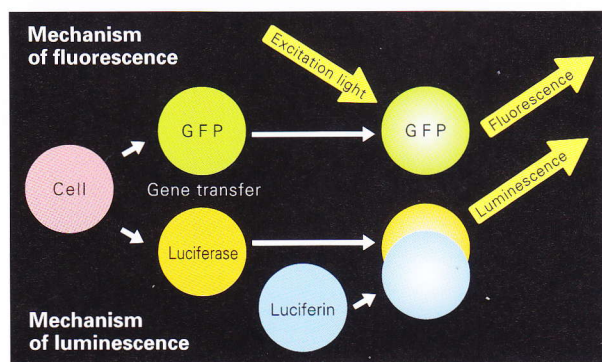 Mechanism
of fluorescence
Excitation light
GFP
GFP
Fluorescence
Cell
Gene transfer
Luminescence
Luciferase
Luciferin
Mechanism
of luminescence